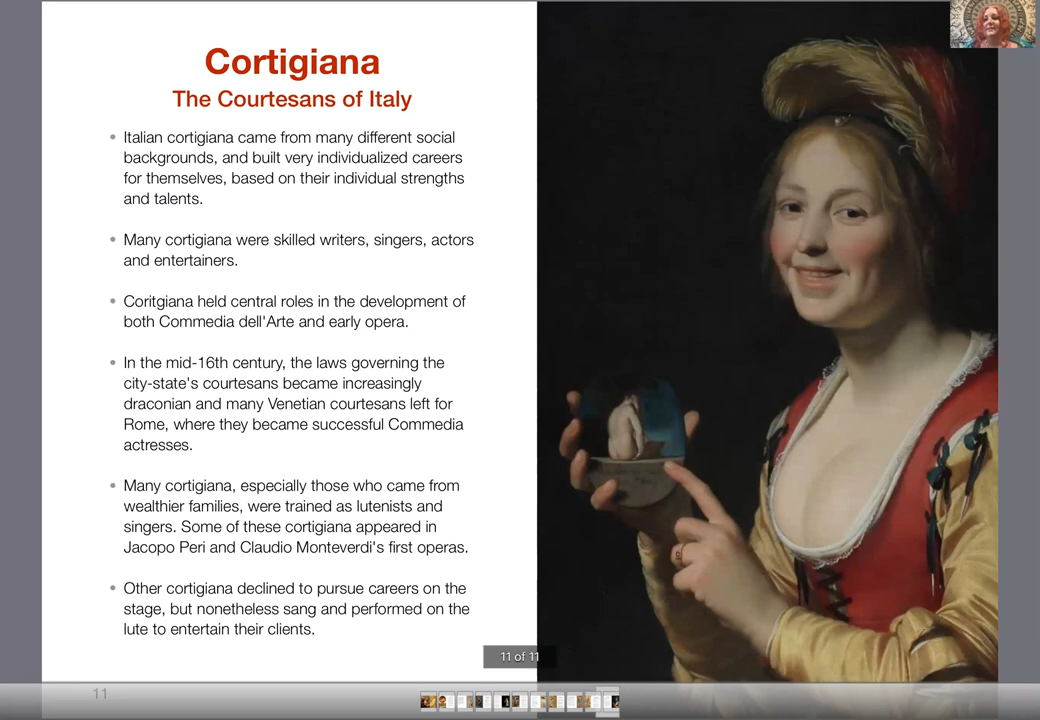 Cortigiana
The Courtesans of Italy
Italian cortigiana came from many different social
backgrounds, and built very individualized careers
for themselves, based on their individual strengths
and talents.
Many cortigiana were skilled writers, singers, actors
and entertainers.
Coritgiana held central roles in the development of
both Commedia dell'Arte and early opera.
In the mid-16th century, the laws governing the
city-state's courtesans became increasingly
draconian and many Venetian courtesans left for
Rome, where they became successful Commedia
actresses.
Many cortigiana, especially those who came from
wealthier families, were trained as lutenists and
singers. Some of these cortigiana appeared in
Jacopo Peri and Claudio Monteverdi's first operas.
Other cortigiana declined to pursue careers on the
stage, but nonetheless sang and performed on the
lute to entertain their clients.
11 of 11
11